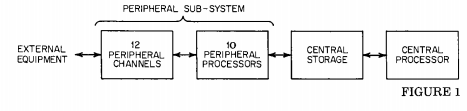 PERIPHERAL SUB-SYSTEM
EXTERNAL
EQUIPMENT
12
PERIPHERAL
CHANNELS
10
PERIPHERAL
PROCESSORS
CENTRAL
STORAGE
CENTRAL
PROCESSOR
FIGURE 1